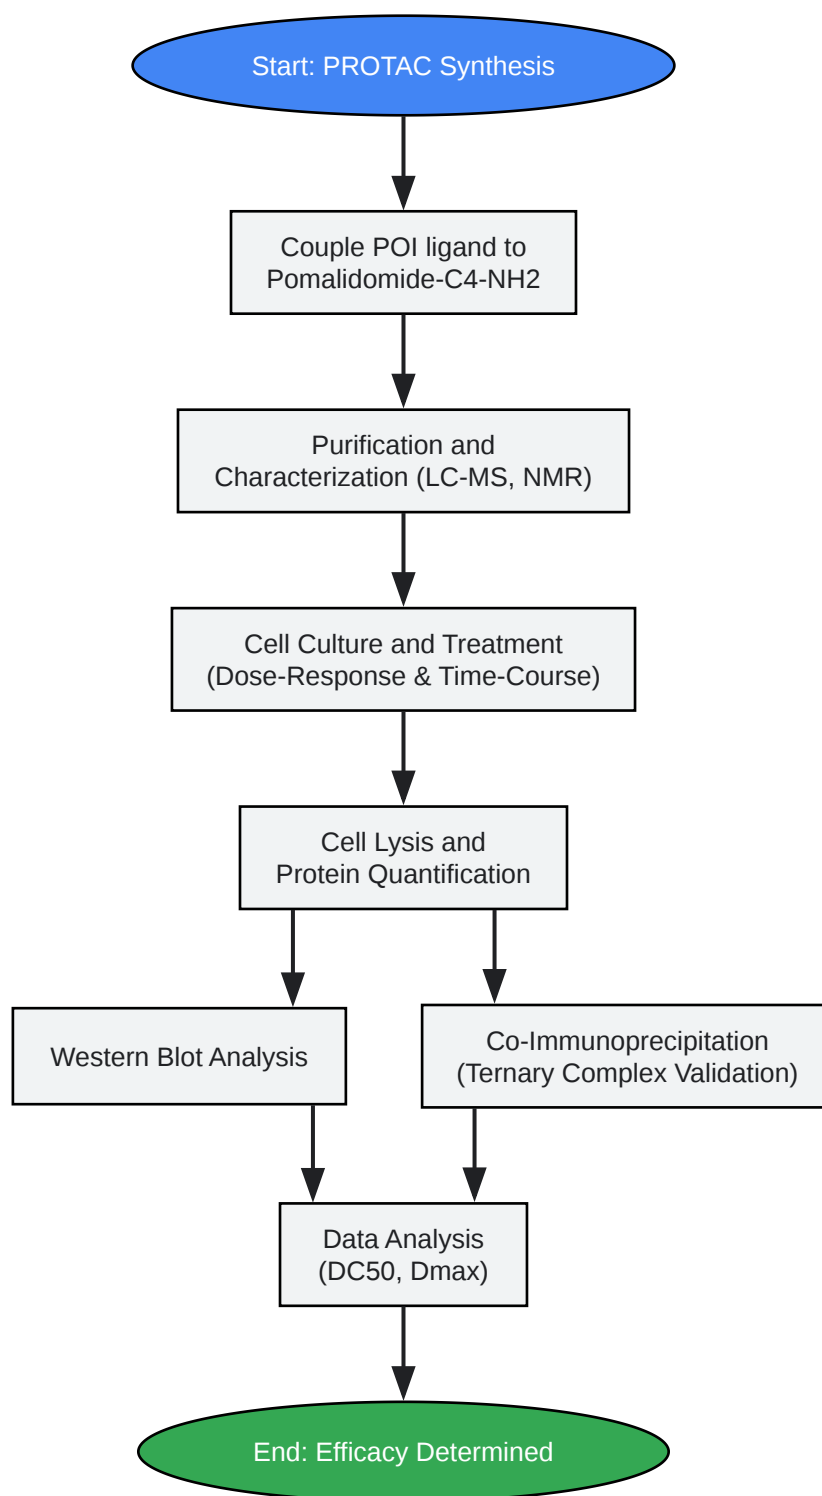 Start: PROTAC Synthesis
Couple POI ligand to
Pomalidomide-C4-NH2
Purification and
Characterization (LC-MS, NMR)
Cell Culture and Treatment
(Dose-Response & Time-Course)
Cell Lysis and
Protein Quantification
Western Blot Analysis
Co-Immunoprecipitation
(Ternary Complex Validation)
Data Analysis
(DC50, Dmax)
End: Efficacy Determined